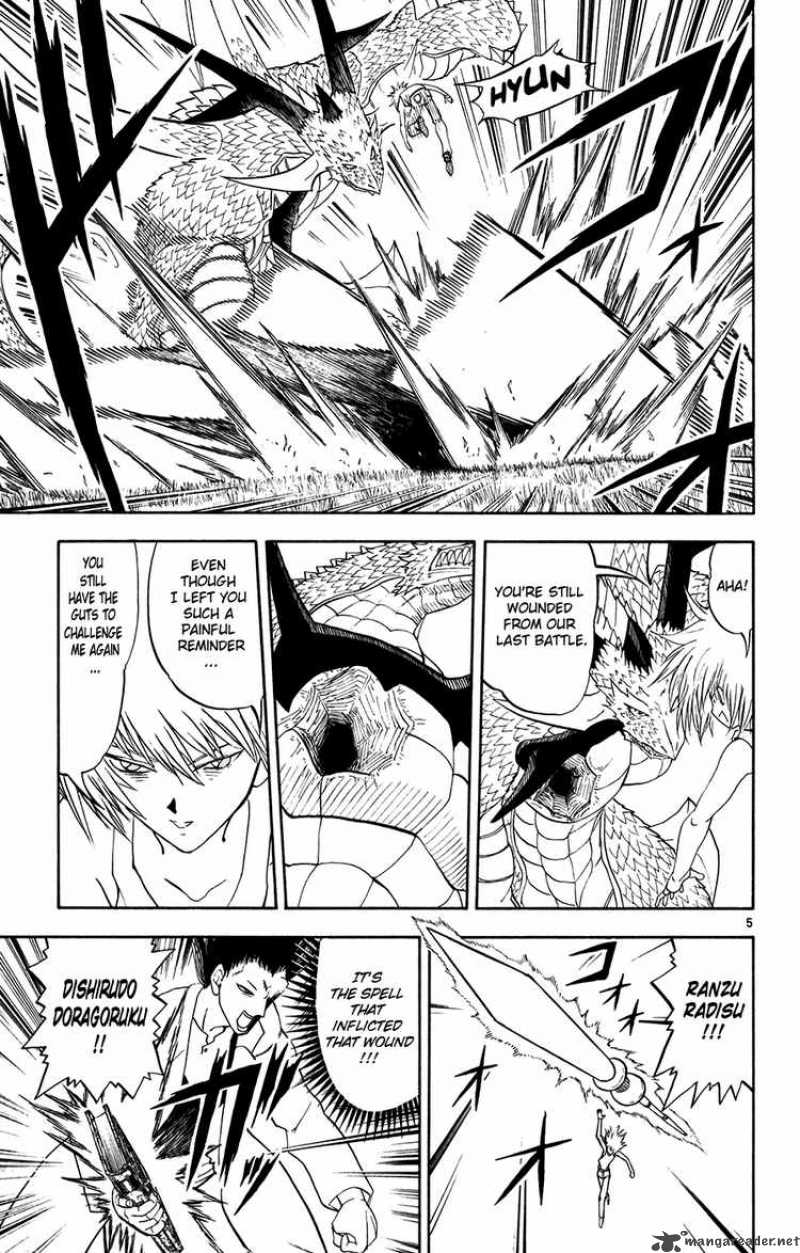 HYUN
AHA!
YOU'RE STILL
WOUNDED
FROM OUR
LAST BATTLE.
EVEN
THOUGH
I LEFT YOU
SUCH A
PAINFUL
REMINDER
...
YOU
STILL
HAVE THE
GUTS TO
CHALLENGE
ME AGAIN
...
5
RANZU
RADISU
!!!
IT'S
THE SPELL
THAT
INFLICTED
THAT WOUND
!!!
DISHIRUDO
DORAGORUKU
!!
ガッ
mangareader.net